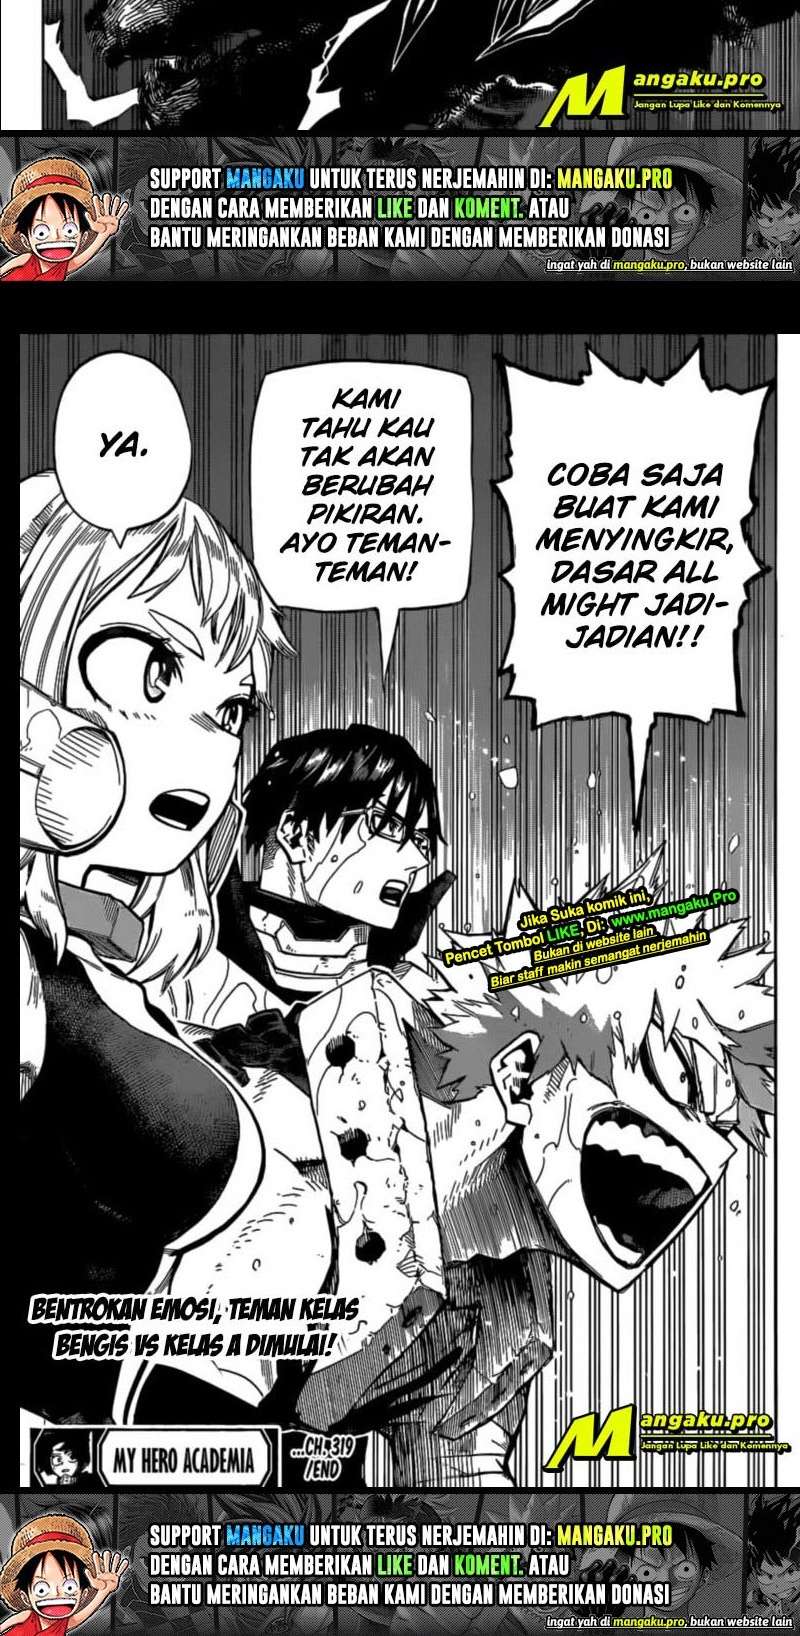 Mangaku.pro
Jangan Lupa Like dan Komennya
SUPPORT MANGAKU UNTUK TERUS NERJEMAHIN DI: MANGAKU.PRO
DENGAN CARA MEMBERIKAN LIKE DAN KOMENT. ATAU
BANTU MERINGANKAN BEBAN KAMI DENGAN MEMBERIKAN DONASI
ingat yah di mangaku.pro, bukan website lain
COBA SAJA
BUAT KAMI
MENYINGKIR,
DASAR ALL
MIGHT JADI-
JADIAN!!
KAMI
TAHU KAU
TAK AKAN
BERUBAH
PIKIRAN.
AYO TEMAN-
TEMAN!
YA.
Jika Suka komik ini,
Pencet Tombol LIKE, Di: www.mangaku.Pro
Bukan di website lain
Biar staff makin semangat nerjemahin
BENTROKAN EMOSI, TEMAN KELAS
BENGIS VS KELAS A DIMULAI!
MY HERO ACADEMIA
...CH, 319
/END
Mangaku.pro
Jangan Lupa Like dan Komennya
SUPPORT MANGAKU UNTUK TERUS NERJEMAHIN DI: MANGAKU.PRO
DENGAN CARA MEMBERIKAN LIKE DAN KOMENT. ATAU
BANTU MERINGANKAN BEBAN KAMI DENGAN MEMBERIKAN DONASI
ingat yah di mangaku.pro, bukan website lain